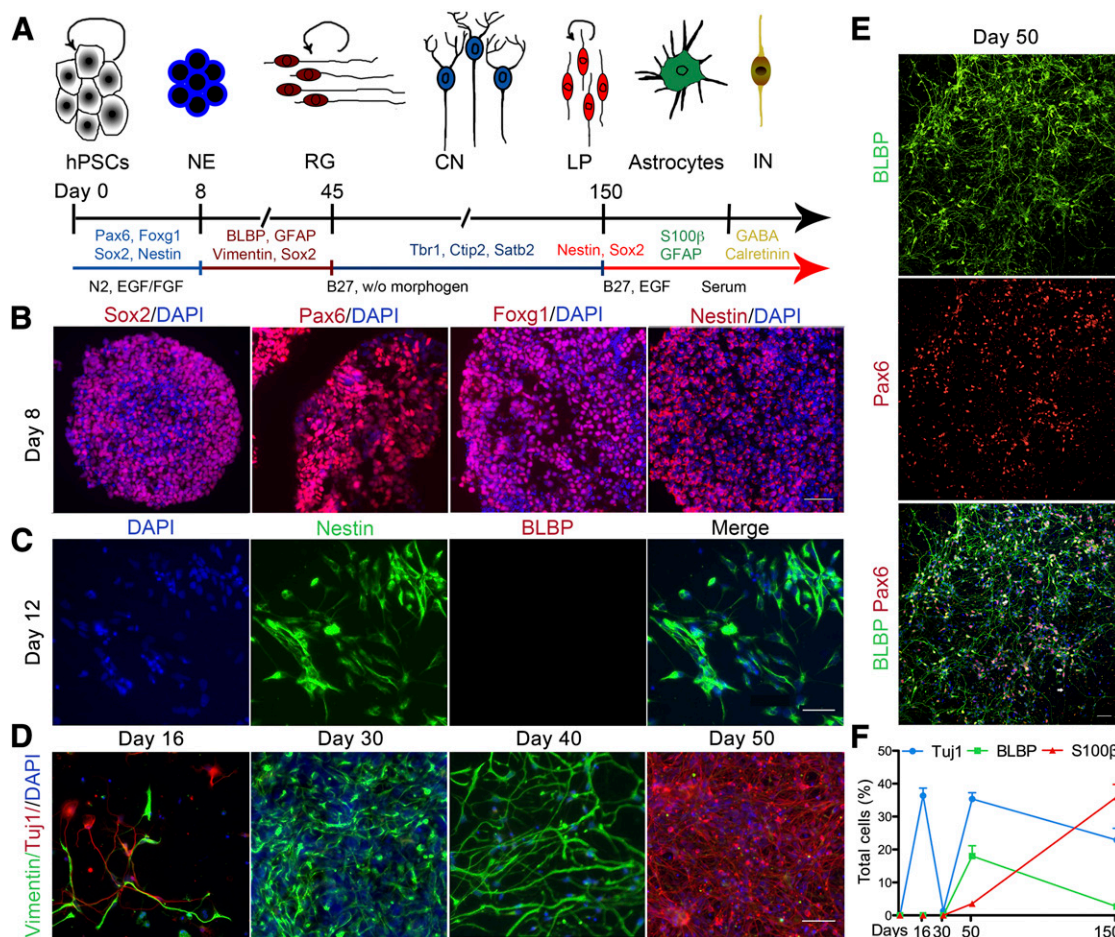 A
hPSCs NE RG CN LP Astrocytes IN
Day 0 8 45 150
Pax6, Foxg1 BLBP, GFAP Tbr1, Ctip2, Satb2 Nestin, Sox2 S100β GABA
Sox2, Nestin Vimentin, Sox2 GFAP Calretinin
N2, EGF/FGF B27, w/o morphogen B27, EGF Serum
B
Sox2/DAPI Pax6/DAPI Foxg1/DAPI Nestin/DAPI
Day 8
C
DAPI Nestin BLBP Merge
Day 12
D
Day 16 Day 30 Day 40 Day 50
Vimentin/Tuj1//DAPI
E
Day 50
BLBP
Pax6
BLBP Pax6
F
Tuj1 BLBP S100β
Total cells (%)
50
40
30
20
10
0
Days 16 30 50 150